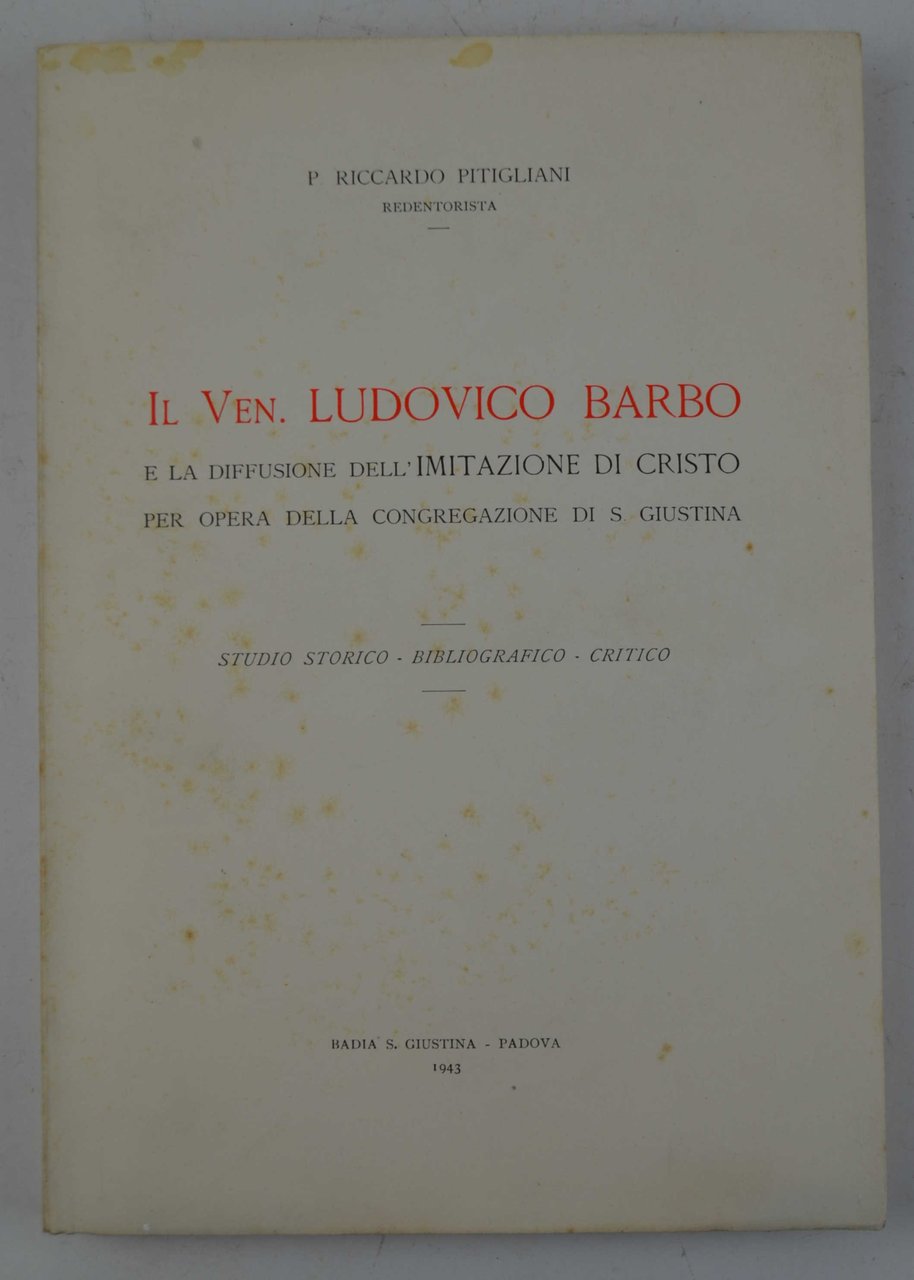 P. RICCARDO PITIGLIANI
REDENTORISTA
IL VEN. LUDOVICO BARBO
E LA DIFFUSIONE DELL'IMITAZIONE DI CRISTO
PER OPERA DELLA CONGREGAZIONE DI S. GIUSTINA
STUDIO STORICO - BIBLIOGRAFICO - CRITICO
BADIA S. GIUSTINA - PADOVA
1943